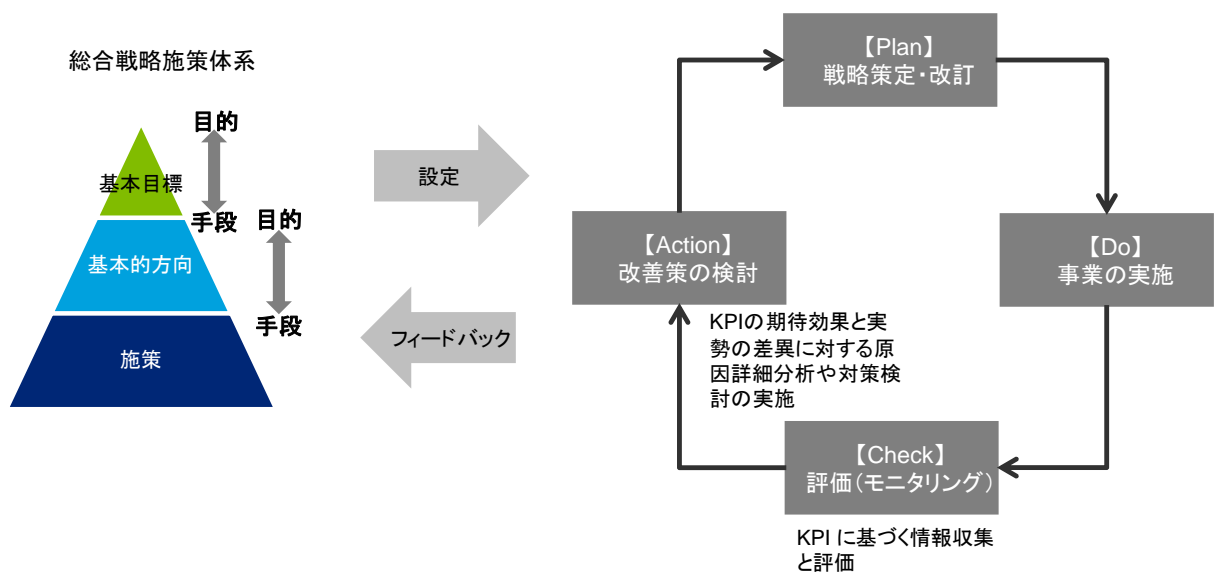 総合戦略施策体系
目的
基本目標
手段
目的
基本的方向
手段
施策
設定
フィードバック
【Plan】
戦略策定・改訂
【Do】
事業の実施
【Check】
評価（モニタリング）
KPI に基づく情報収集
と評価
【Action】
改善策の検討
KPIの期待効果と実
勢の差異に対する原
因詳細分析や対策検
討の実施